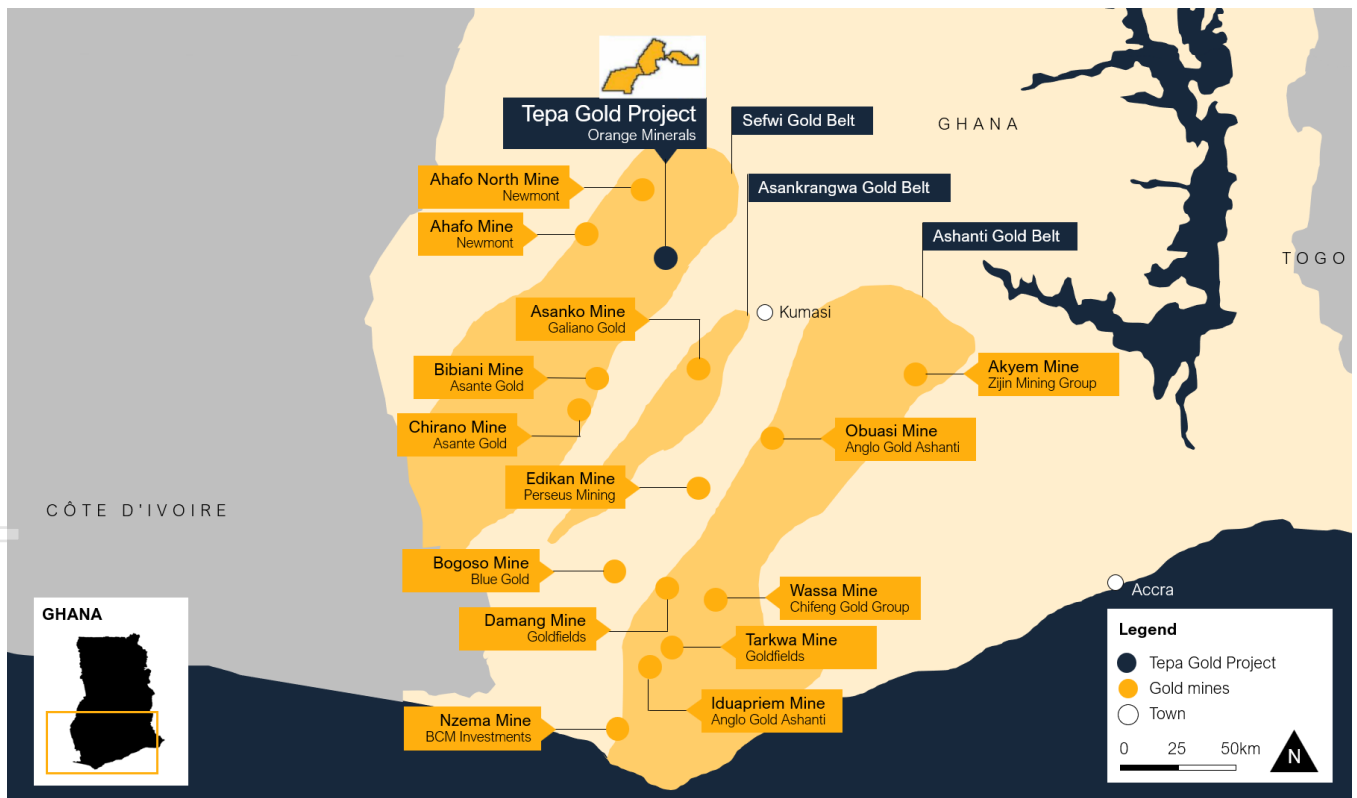 Tepa Gold Project
Orange Minerals
Sefwi Gold Belt
GHANA
Ahafo North Mine
Newmont
Asankrangwa Gold Belt
Ahafo Mine
Newmont
Ashanti Gold Belt
TOGO
Asanko Mine
Galiano Gold
Kumasi
Bibiani Mine
Asante Gold
Akyem Mine
Zijin Mining Group
Chirano Mine
Asante Gold
Obuasi Mine
Anglo Gold Ashanti
Edikan Mine
Perseus Mining
CÔTE D'IVOIRE
Bogoso Mine
Blue Gold
Wassa Mine
Chifeng Gold Group
Accra
Damang Mine
Goldfields
Tarkwa Mine
Goldfields
Iduapriem Mine
Anglo Gold Ashanti
Nzema Mine
BCM Investments
GHANA
Legend
Tepa Gold Project
Gold mines
Town
0 25 50km
N